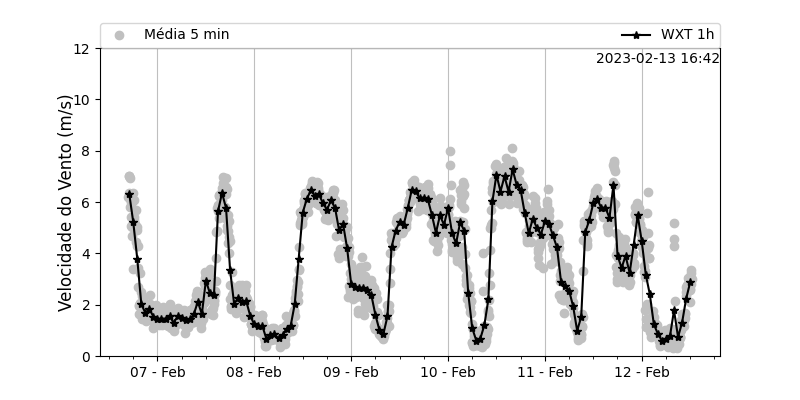 Média 5 min
WXT 1h
2023-02-13 16:42
Velocidade do Vento (m/s)
12
10
8
6
4
2
0
07 - Feb
08 - Feb
09 - Feb
10 - Feb
11 - Feb
12 - Feb